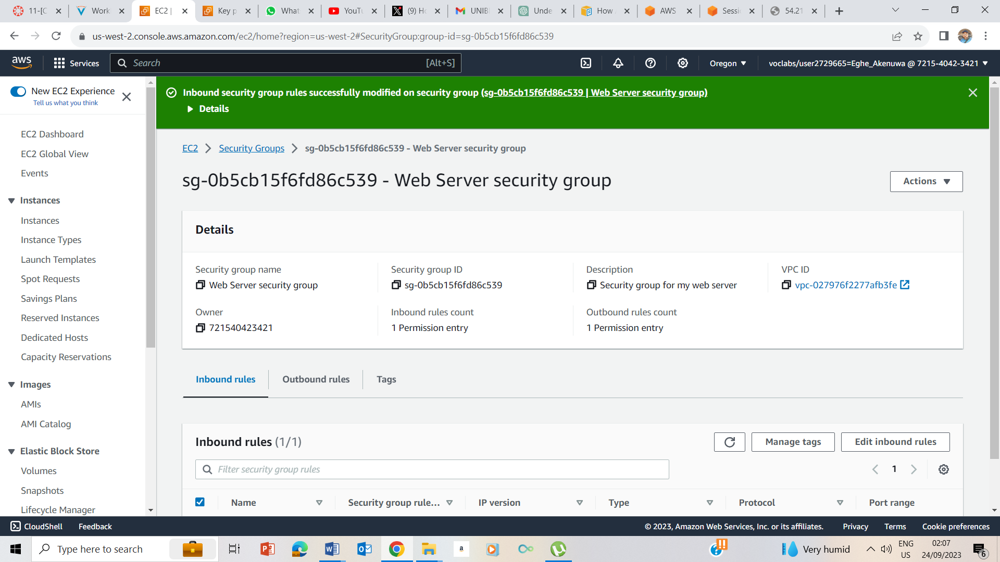 11-[C
Work
EC2 |
Key p
What
YouTu
(9) Ho
UNIBI
Unde
How
AWS
Sessi
54.21
us-west-2.console.aws.amazon.com/ec2/home?region=us-west-2#SecurityGroup:group-id=sg-0b5cb15f6fd86c539
aws
Services
Search
[Alt+S]
Oregon
voclabs/user2729665=Eghe_Akenuwa @ 7215-4042-3421
New EC2 Experience
Tell us what you think
EC2 Dashboard
EC2 Global View
Events
Instances
Instances
Instance Types
Launch Templates
Spot Requests
Savings Plans
Reserved Instances
Dedicated Hosts
Capacity Reservations
Images
AMIs
AMI Catalog
Elastic Block Store
Volumes
Snapshots
Lifecycle Manager
Inbound security group rules successfully modified on security group (sg-0b5cb15f6fd86c539 | Web Server security group)
Details
EC2
Security Groups
sg-0b5cb15f6fd86c539 - Web Server security group
sg-0b5cb15f6fd86c539 - Web Server security group
Actions
Details
Security group name
Web Server security group
Security group ID
sg-0b5cb15f6fd86c539
Description
Security group for my web server
VPC ID
vpc-027976f2277afb3fe
Owner
721540423421
Inbound rules count
1 Permission entry
Outbound rules count
1 Permission entry
Inbound rules
Outbound rules
Tags
Inbound rules (1/1)
Manage tags
Edit inbound rules
Filter security group rules
1
Name
Security group rule...
IP version
Type
Protocol
Port range
CloudShell
Feedback
© 2023, Amazon Web Services, Inc. or its affiliates.
Privacy
Terms
Cookie preferences
Type here to search
a
Very humid
ENG
US
02:07
24/09/2023
6